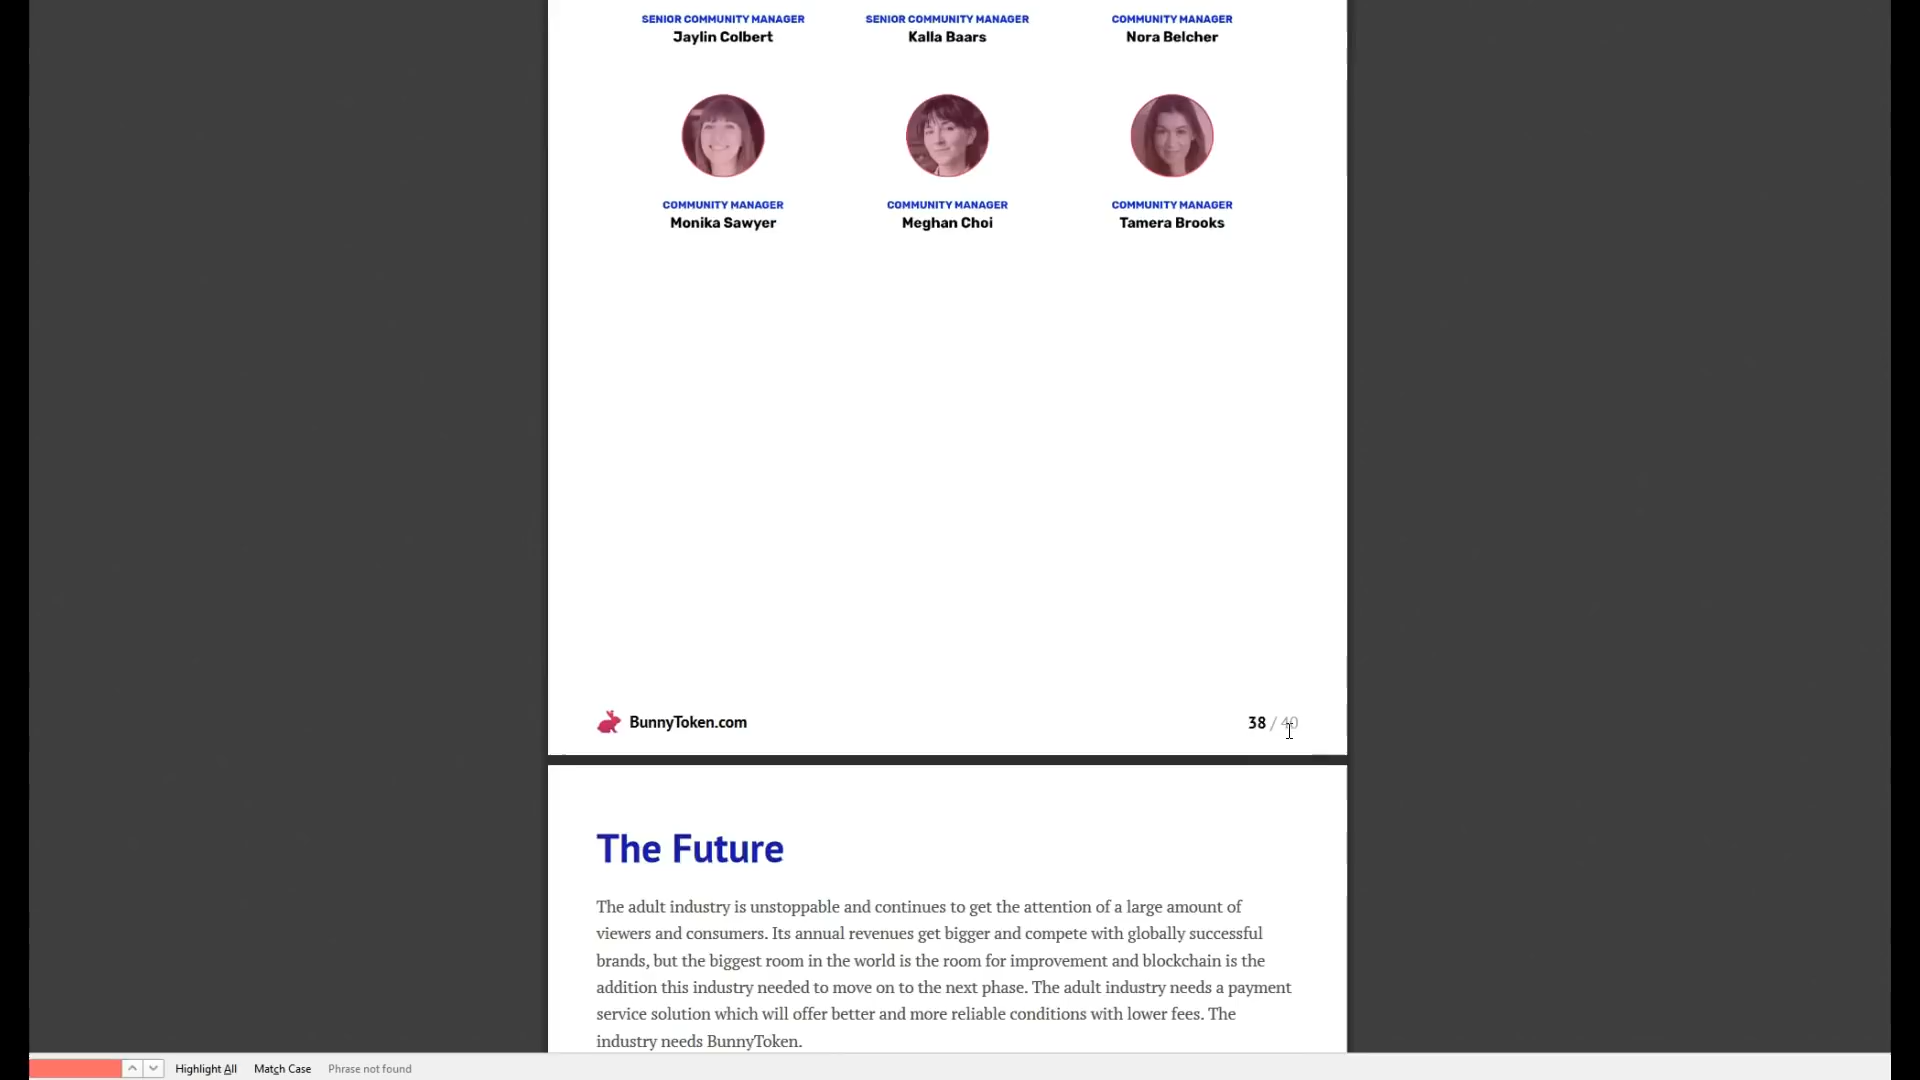 SENIOR COMMUNITY MANAGER SENIOR COMMUNITY MANAGER COMMUNITY MANAGER
Jaylin Colbert Kalla Baars Nora Belcher
COMMUNITY MANAGER COMMUNITY MANAGER COMMUNITY MANAGER
Monika Sawyer Meghan Choi Tamera Brooks
BunnyToken.com 38 / 40
The Future
The adult industry is unstoppable and continues to get the attention of a large amount of
viewers and consumers. Its annual revenues get bigger and compete with globally successful
brands, but the biggest room in the world is the room for improvement and blockchain is the
addition this industry needed to move on to the next phase. The adult industry needs a payment
service solution which will offer better and more reliable conditions with lower fees. The
industry needs BunnyToken.
Highlight All Match Case Phrase not found